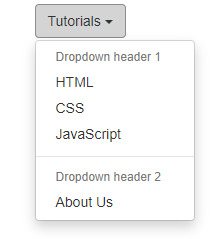 Tutorials
Dropdown header 1
HTML
CSS
JavaScript
Dropdown header 2
About Us